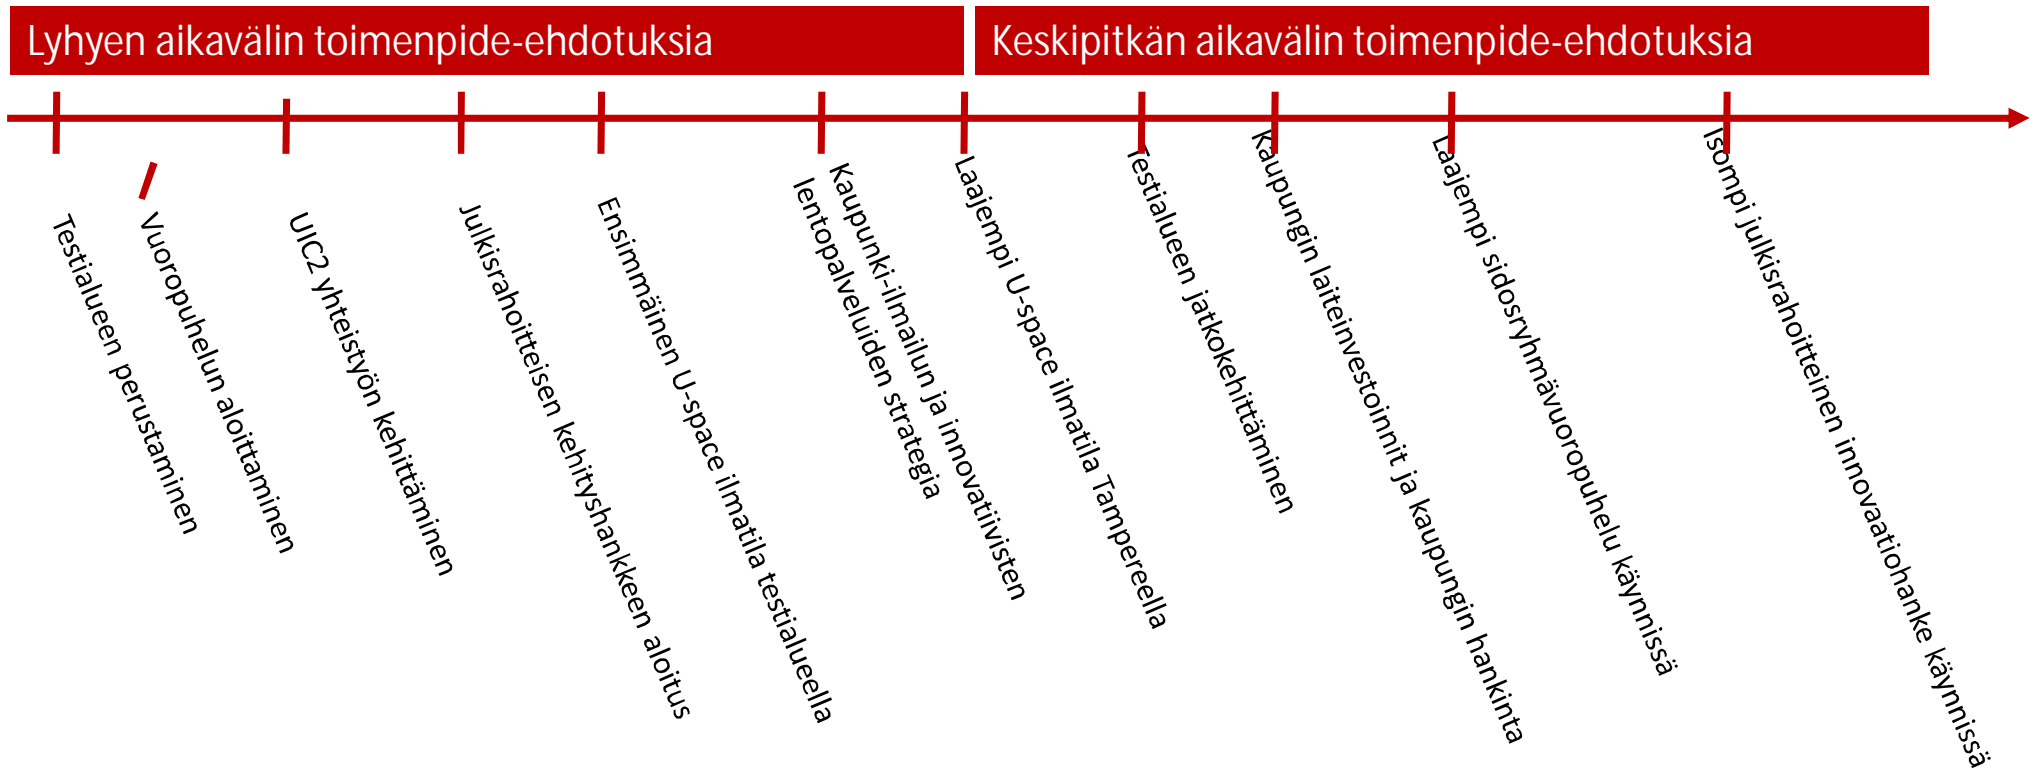 Lyhyen aikavälin toimenpide-ehdotuksia
Keskipitkän aikavälin toimenpide-ehdotuksia
Testialueen perustaminen
Vuoropuhelun aloittaminen
UIC2 yhteistyön kehittäminen
Julkisrahoitteisen kehityshankkeen aloitus
Ensimmäinen U-space ilmatila testialueella
Kaupunki-ilmailun ja innovatiivisten
lentopalveluiden strategia
Laajempi U-space ilmatila Tampereella
Testialueen jatkokehittäminen
Kaupungin laiteinvestoinnit ja kaupungin hankinta
Laajempi sidosryhmävuoropuhelu käynnissä
Isompi julkisrahoitteinen innovaatiohanke käynnissä